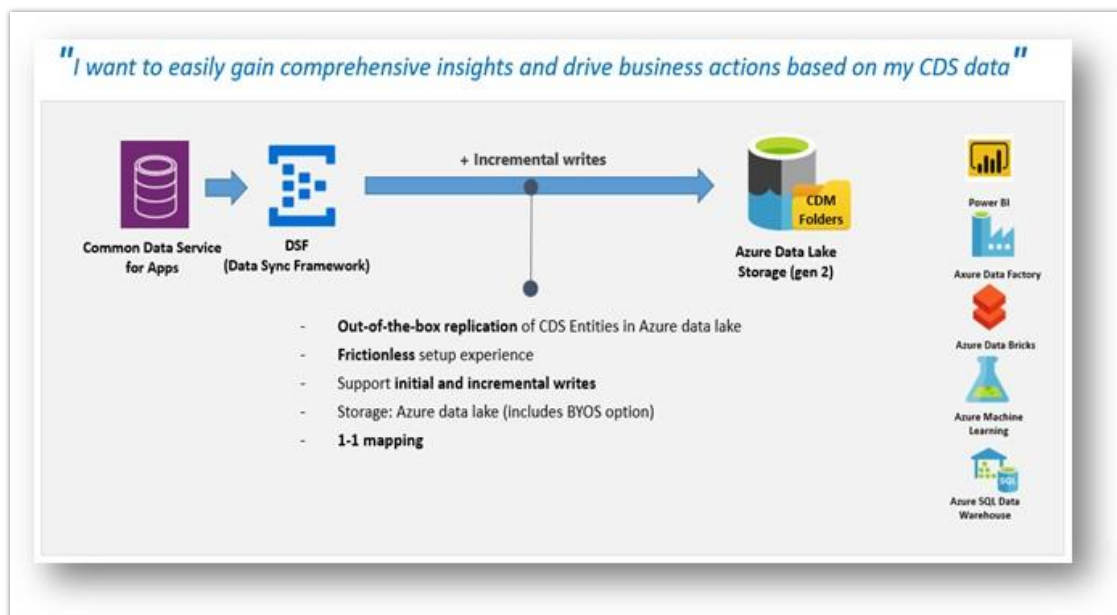 "I want to easily gain comprehensive insights and drive business actions based on my CDS data"
+ Incremental writes
CDM
Folders
Common Data Service
for Apps
DSF
(Data Sync Framework)
Azure Data Lake
Storage (gen 2)
- Out-of-the-box replication of CDS Entities in Azure data lake
- Frictionless setup experience
- Support initial and incremental writes
- Storage: Azure data lake (includes BYOS option)
- 1-1 mapping
Power BI
Axure Data Factory
Azure Data Bricks
Azure Machine
Learning
SQL
Azure SQL Data
Warehouse